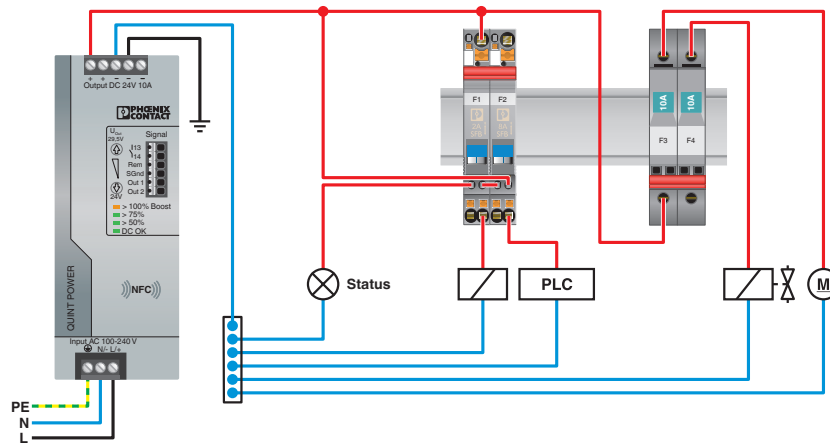 + + − − −
Output DC 24V 10A
PHŒNIX
CONTACT
UOut
29.5V
Signal
13
14
Rem
SGnd
Out 1
24V
Out 2
> 100% Boost
> 75%
> 50%
DC OK
NFC
QUINT POWER
Input AC 100-240 V
N/- L/+
PE
N
L
Status
F1
F2
PLC
10A
10A
F3
F4
M